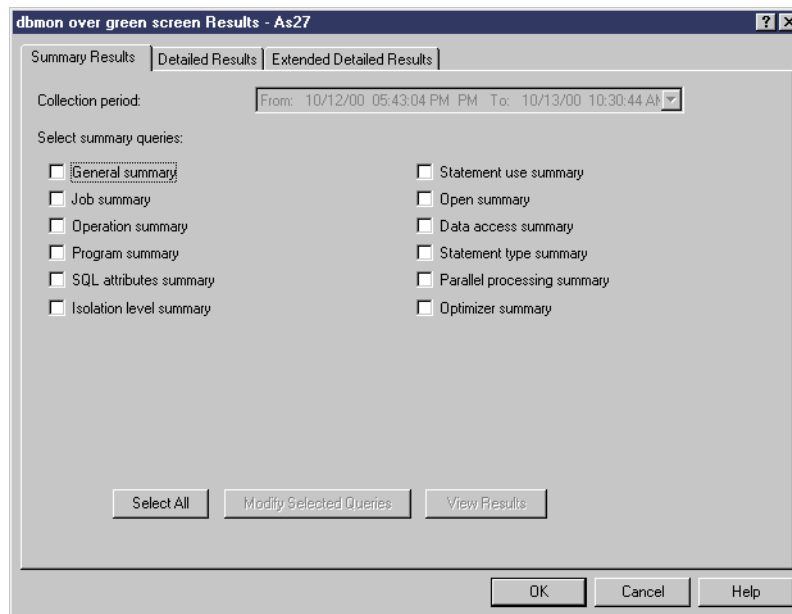 dbmon over green screen Results - As27
Summary Results Detailed Results Extended Detailed Results
Collection period: From: 10/12/00 05:43:04 PM PM To: 10/13/00 10:30:44 AM
Select summary queries:
General summary Statement use summary
Job summary Open summary
Operation summary Data access summary
Program summary Statement type summary
SQL attributes summary Parallel processing summary
Isolation level summary Optimizer summary
Select All Modify Selected Queries View Results
OK Cancel Help